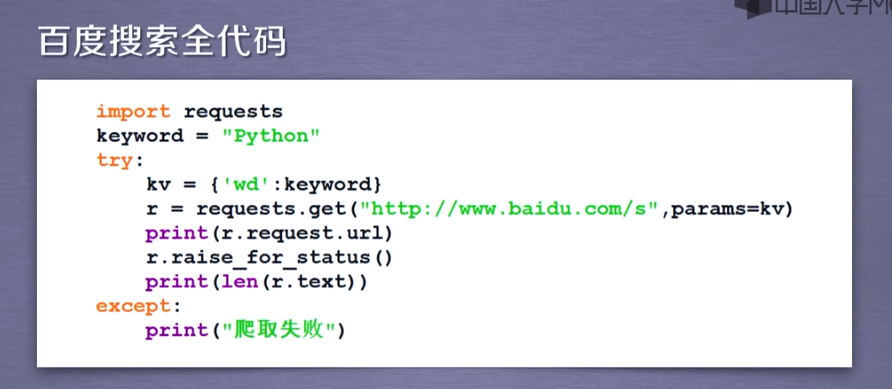 中国大学M
百度搜索全代码
import requests
keyword = "Python"
try:
    kv = {'wd':keyword}
    r = requests.get("http://www.baidu.com/s",params=kv)
    print(r.request.url)
    r.raise_for_status()
    print(len(r.text))
except:
    print("爬取失败")